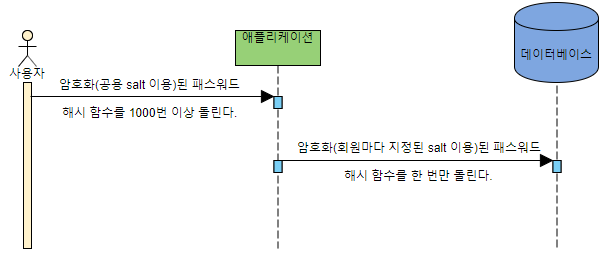 애플리케이션
데이터베이스
사용자
암호화(공용 salt 이용)된 패스워드
해시 함수를 1000번 이상 돌린다.
암호화(회원마다 지정된 salt 이용)된 패스워드
해시 함수를 한 번만 돌린다.